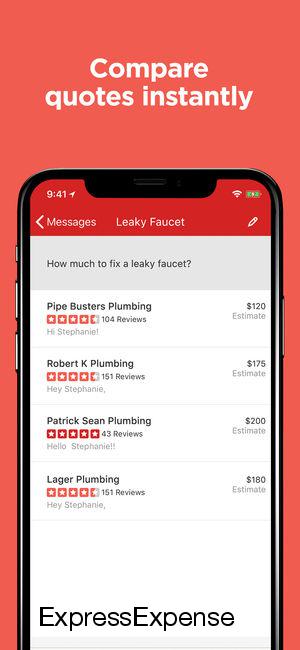 Compare
quotes instantly
9:41
Messages Leaky Faucet
How much to fix a leaky faucet?
Pipe Busters Plumbing $120
104 Reviews Estimate
Hi Stephanie!
Robert K Plumbing $175
151 Reviews Estimate
Hey Stephanie,
Patrick Sean Plumbing $200
43 Reviews Estimate
Hello Stephanie!!
Lager Plumbing $180
151 Reviews Estimate
Hey Stephanie,
ExpressExpense